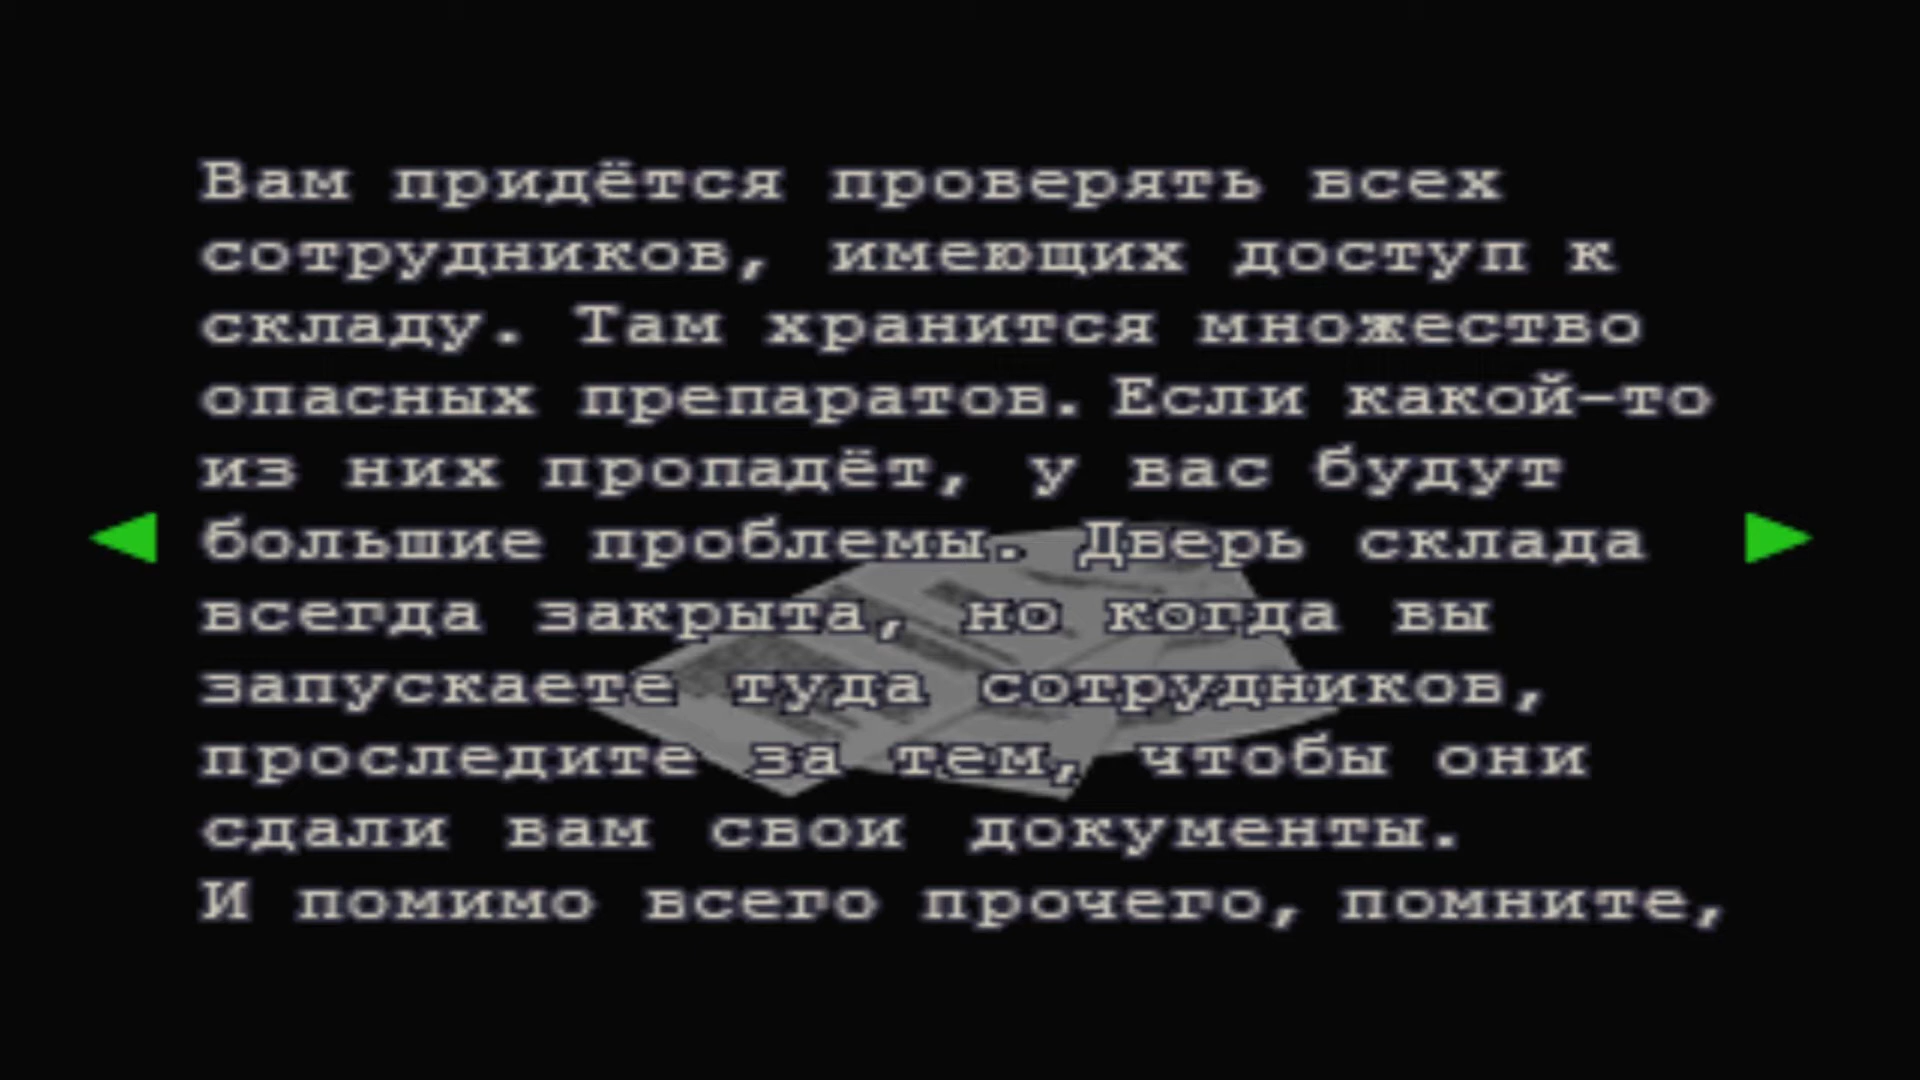 Вам придётся проверять всех
сотрудников, имеющих доступ к
складу. Там хранится множество
опасных препаратов. Если какой-то
из них пропадёт, у вас будут
большие проблемы. Дверь склада
всегда закрыта, но когда вы
запускаете туда сотрудников,
проследите за тем, чтобы они
сдали вам свои документы.
И помимо всего прочего, помните,